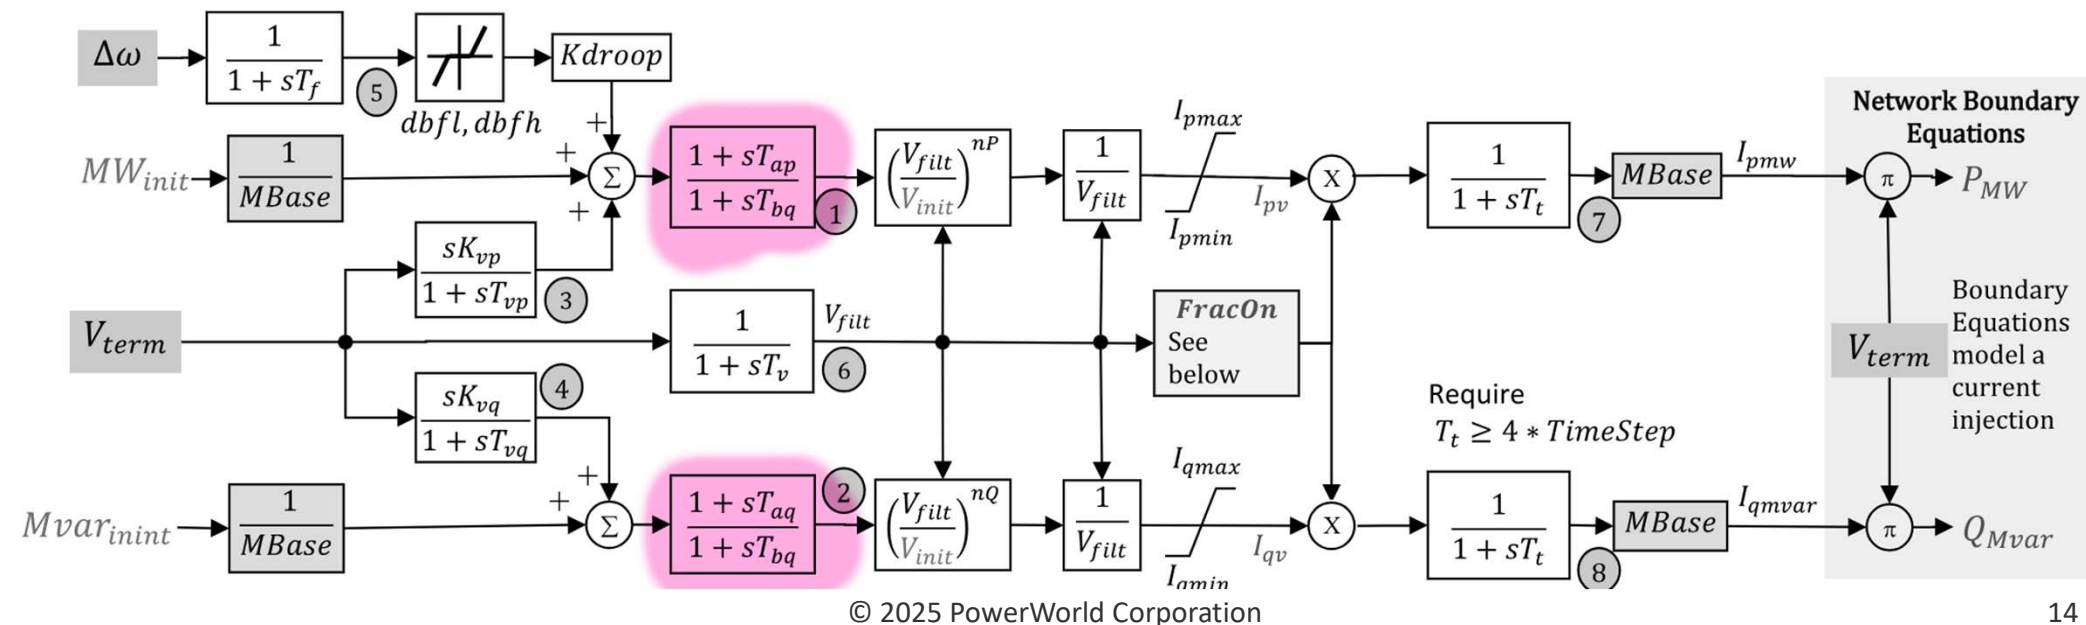 Δω
1
1 + sT_f
5
dbfl, dbfh
Kdroop
+
MW_init
1
MBase
+
Σ
+
1 + sT_ap
1 + sT_bq
1
(V_filt
V_init)^nP
1
V_filt
I_pmax
I_pmin
I_pv
X
1
1 + sT_t
7
MBase
I_pmw
π
P_MW
Network Boundary
Equations
sK_vp
1 + sT_vp
3
V_term
1
1 + sT_v
V_filt
6
FracOn
See
below
V_term
Boundary
Equations
model a
current
injection
sK_vq
1 + sT_vq
4
Require
T_t ≥ 4 * TimeStep
Mvar_inint
1
MBase
+
+
Σ
1 + sT_aq
1 + sT_bq
2
(V_filt
V_init)^nQ
1
V_filt
I_qmax
I_qmin
I_qv
X
1
1 + sT_t
8
MBase
I_qmvar
π
Q_Mvar
© 2025 PowerWorld Corporation
14